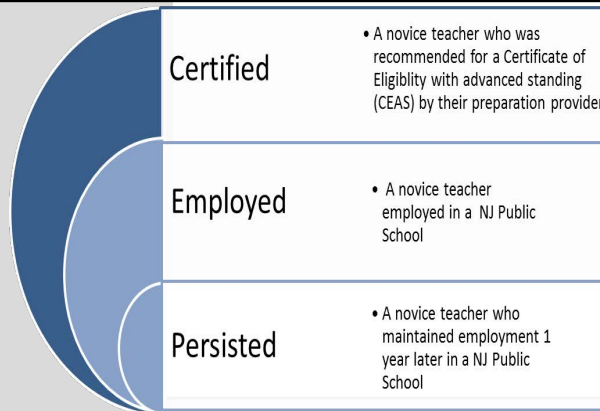 Certified
• A novice teacher who was
recommended for a Certificate of
Eligiblity with advanced standing
(CEAS) by their preparation provider
Employed
• A novice teacher
employed in a NJ Public
School
Persisted
• A novice teacher who
maintained employment 1
year later in a NJ Public
School